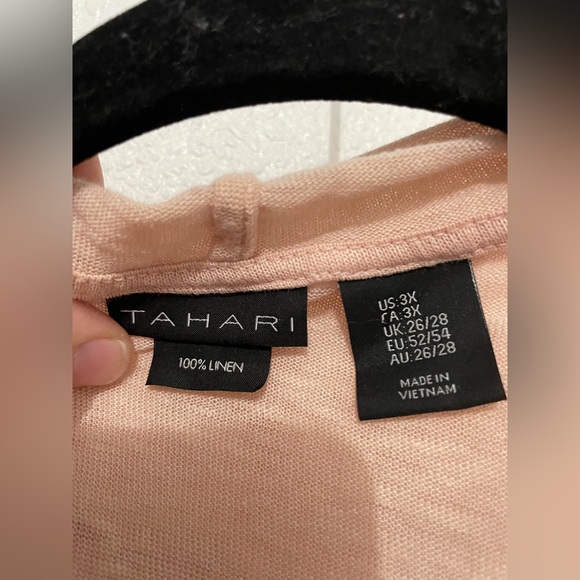 TAHARI
100% LINEN
US:3X
CA:3X
UK:26/28
EU:52/54
AU:26/28
MADE IN
VIETNAM